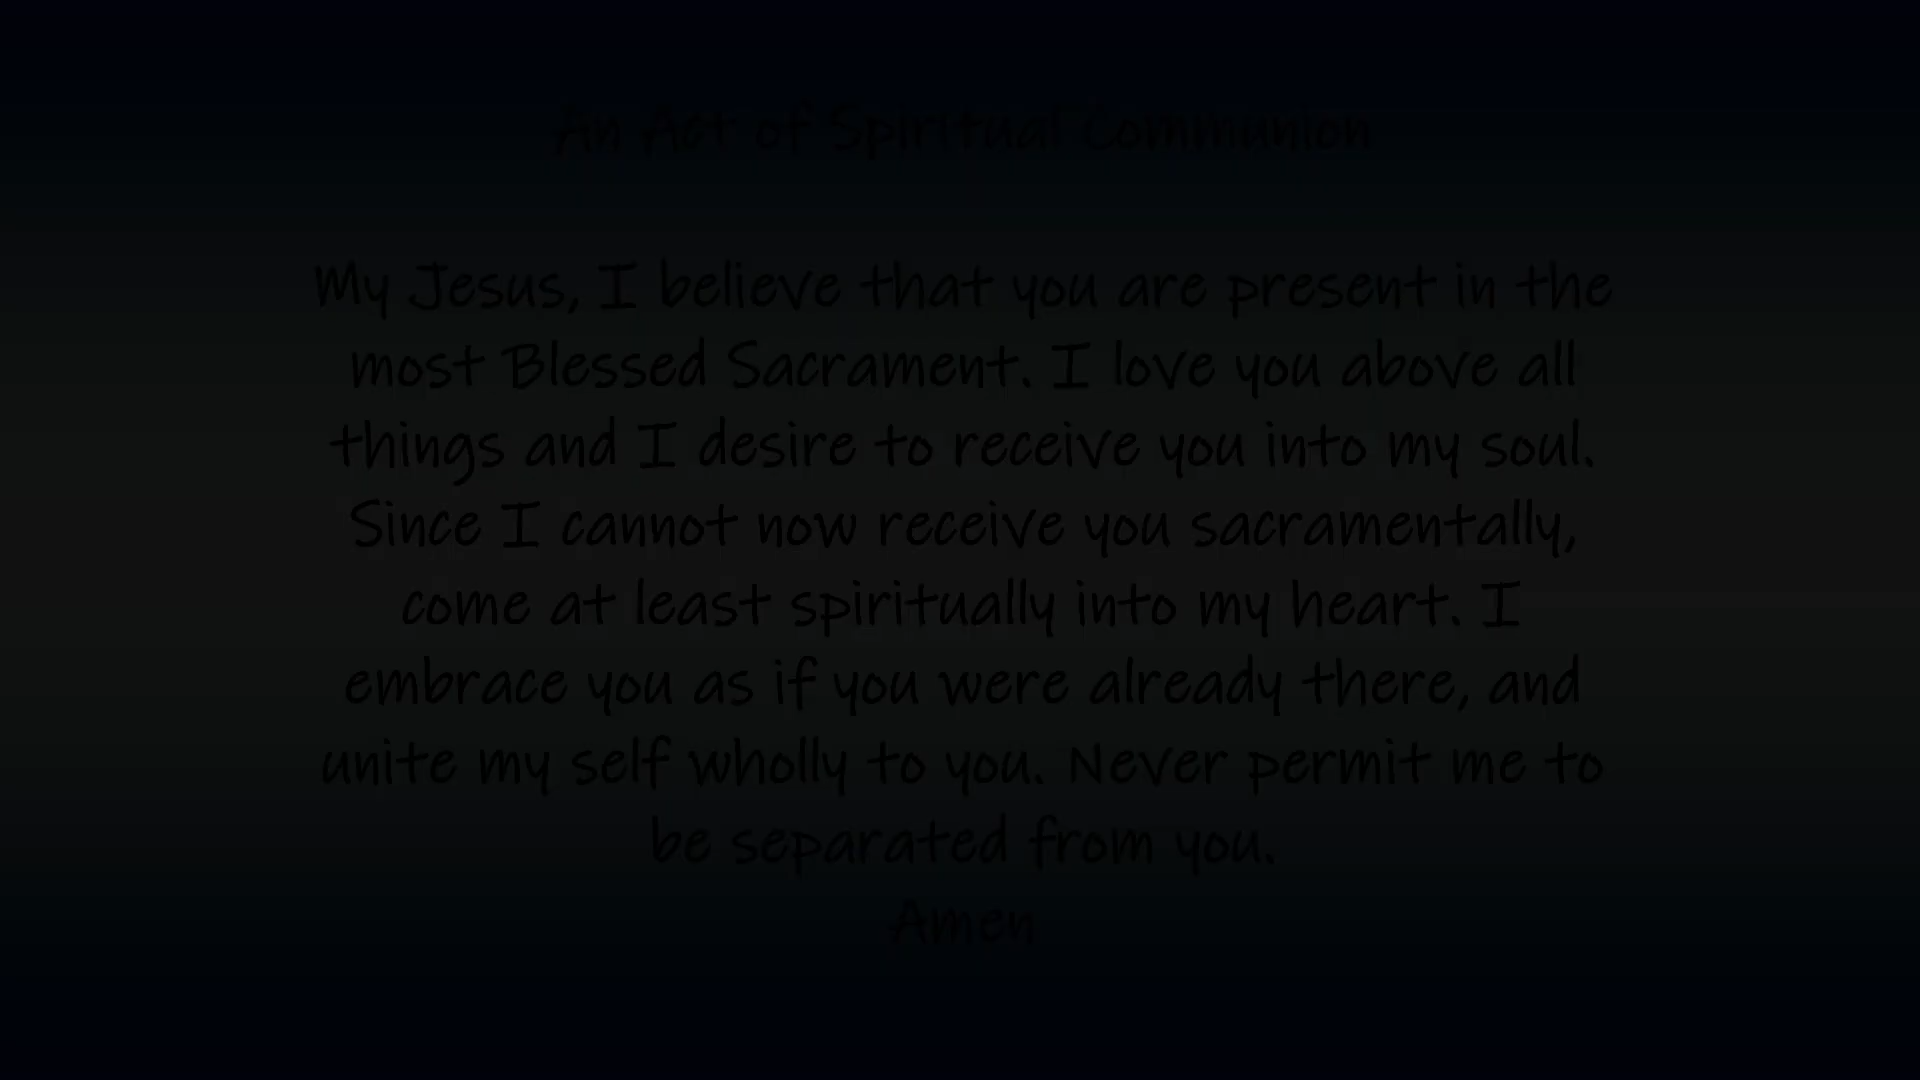 An Act of Spiritual Communion
My Jesus, I believe that you are present in the
most Blessed Sacrament. I love you above all
things and I desire to receive you into my soul.
Since I cannot now receive you sacramentally,
come at least spiritually into my heart. I
embrace you as if you were already there, and
unite my self wholly to you. Never permit me to
be separated from you.
Amen